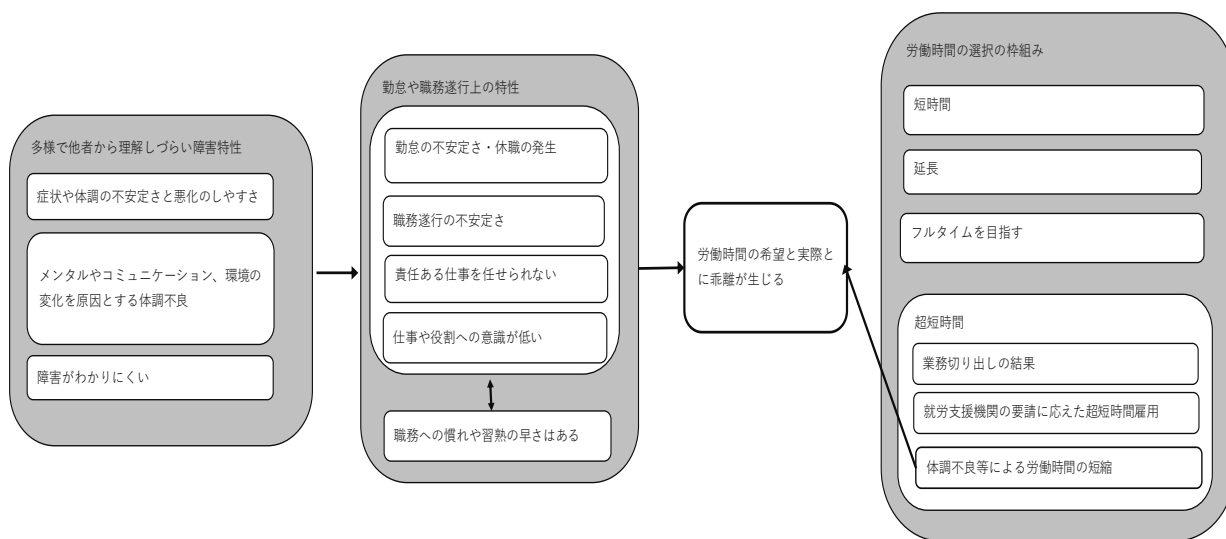 多様で他者から理解しづらい障害特性
症状や体調の不安定さと悪化のしやすさ
メンタルやコミュニケーション、環境の
変化を原因とする体調不良
障害がわかりにくい
勤怠や職務遂行上の特性
勤怠の不安定さ・休職の発生
職務遂行の不安定さ
責任ある仕事を任せられない
仕事や役割への意識が低い
職務への慣れや習熟の早さはある
労働時間の希望と実際と
に乖離が生じる
労働時間の選択の枠組み
短時間
延長
フルタイムを目指す
超短時間
業務切り出しの結果
就労支援機関の要請に応えた超短時間雇用
体調不良等による労働時間の短縮